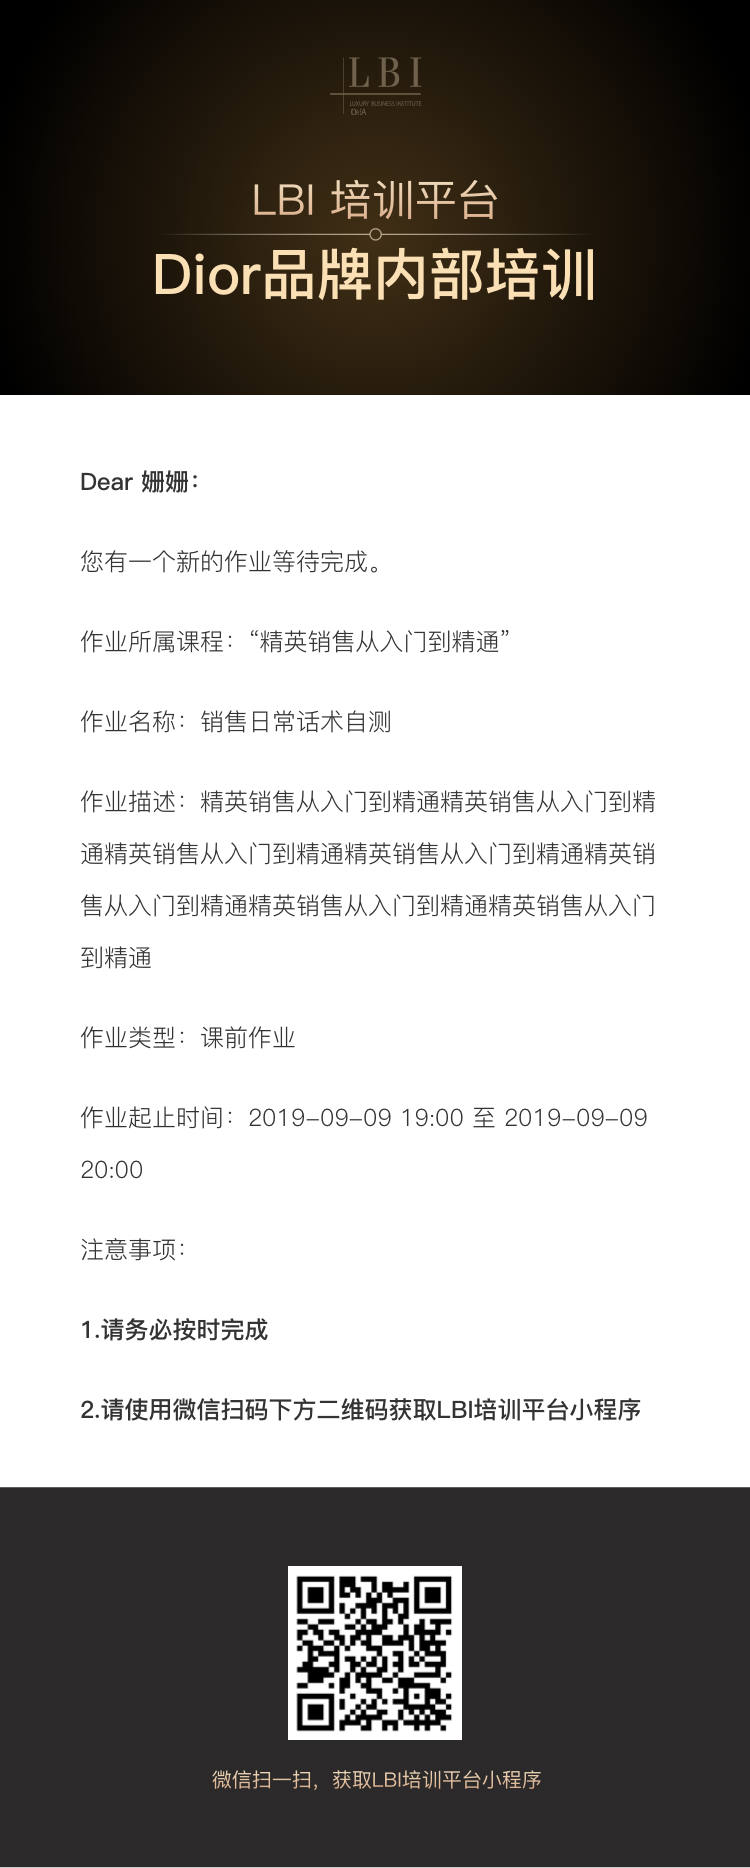 LBI
LUXURY BUSINESS INSTITUTE
LBI 培训平台
Dior品牌内部培训
Dear 姗姗：
您有一个新的作业等待完成。
作业所属课程：“精英销售从入门到精通”
作业名称：销售日常话术自测
作业描述：精英销售从入门到精通精英销售从入门到精
通精英销售从入门到精通精英销售从入门到精通精英销
售从入门到精通精英销售从入门到精通精英销售从入门
到精通
作业类型：课前作业
作业起止时间：2019-09-09 19:00 至 2019-09-09
20:00
注意事项：
1.请务必按时完成
2.请使用微信扫码下方二维码获取LBI培训平台小程序
微信扫一扫，获取LBI培训平台小程序